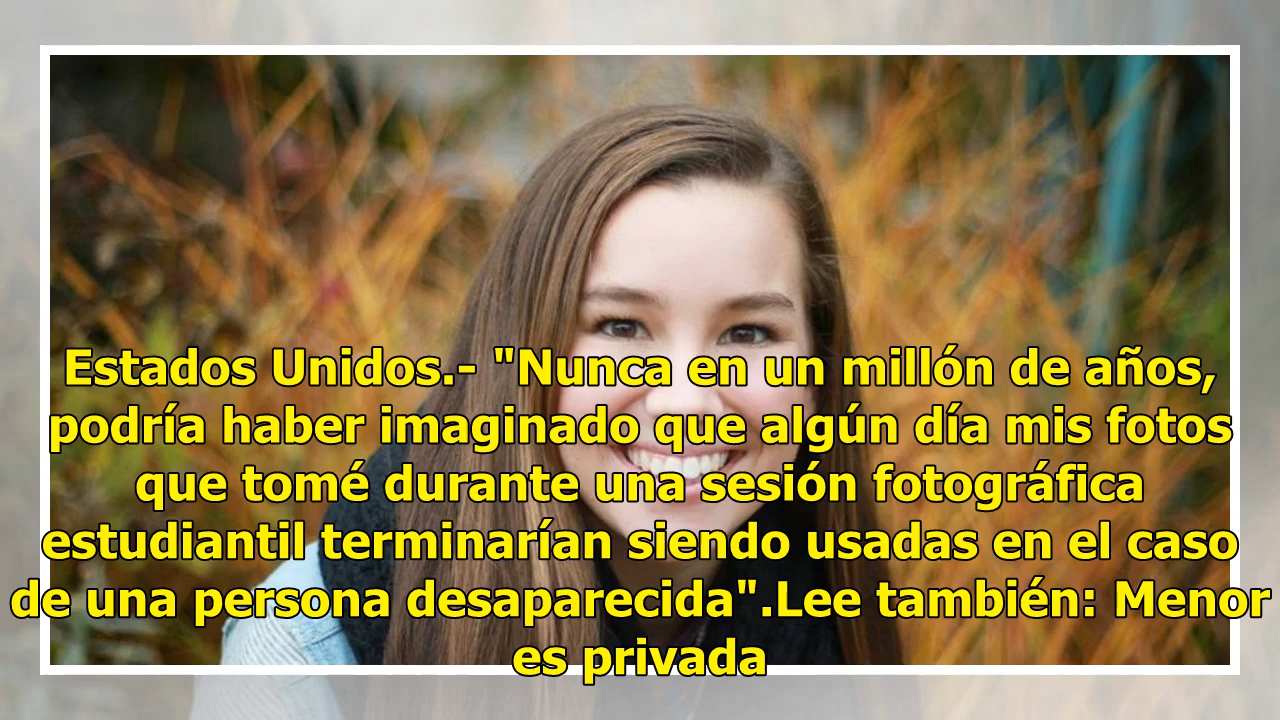 Estados Unidos.- "Nunca en un millón de años,
podría haber imaginado que algún día mis fotos
que tomé durante una sesión fotográfica
estudiantil terminarían siendo usadas en el caso
de una persona desaparecida".Lee también: Menor
es privada